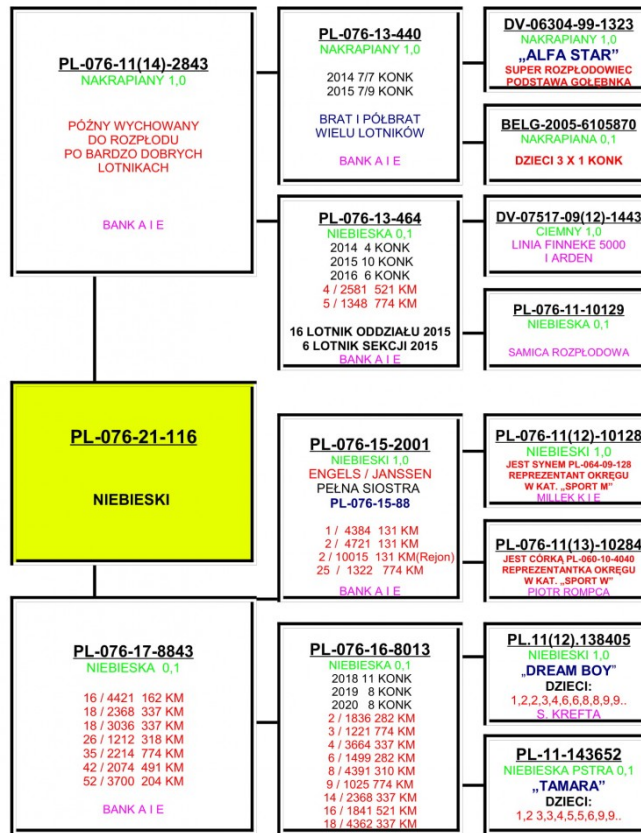 PL-076-11(14)-2843
NAKRAPIANY 1,0
PÓŹNY WYCHOWANY
DO ROZPŁODU
PO BARDZO DOBRYCH
LOTNIKACH
BANK A I E
PL-076-21-116
NIEBIESKI
PL-076-17-8843
NIEBIESKA 0,1
16 / 4421 162 KM
18 / 2368 337 KM
18 / 3036 337 KM
26 / 1212 318 KM
35 / 2214 774 KM
42 / 2074 491 KM
52 / 3700 204 KM
BANK A I E
PL-076-13-440
NAKRAPIANY 1,0
2014 7/7 KONK
2015 7/9 KONK
BRAT I PÓŁBRAT
WIELU LOTNIKÓW
BANK A I E
PL-076-13-464
NIEBIESKA 0,1
2014 4 KONK
2015 10 KONK
2016 6 KONK
4 / 2581 521 KM
5 / 1348 774 KM
16 LOTNIK ODDZIAŁU 2015
6 LOTNIK SEKCJI 2015
BANK A I E
PL-076-15-2001
NIEBIESKI 1,0
ENGELS / JANSSEN
PEŁNA SIOSTRA
PL-076-15-88
1 / 4384 131 KM
2 / 4721 131 KM
2 / 10015 131 KM(Rejon)
25 / 1322 774 KM
BANK A I E
PL-076-16-8013
NIEBIESKA 0,1
2018 11 KONK
2019 8 KONK
2020 8 KONK
2 / 1836 282 KM
3 / 1221 774 KM
4 / 3664 337 KM
6 / 1499 282 KM
8 / 4391 310 KM
9 / 1025 774 KM
14 / 2368 337 KM
16 / 1841 521 KM
18 / 4362 337 KM
DV-06304-99-1323
NAKRAPIANY 1,0
„ALFA STAR”
SUPER ROZPŁODOWIEC
PODSTAWA GOŁĘBNKA
BELG-2005-6105870
NAKRAPIANA 0,1
DZIECI 3 X 1 KONK
DV-07517-09(12)-1443
CIEMNY 1,0
LINIA FINNEKE 5000
I ARDEN
PL-076-11-10129
NIEBIESKA 0,1
SAMICA ROZPŁODOWA
PL-076-11(12)-10128
NIEBIESKI 1,0
JEST SYNEM PL-064-09-128
REPREZENTANT OKRĘGU
W KAT. „SPORT M”
MILLEK K I E
PL-076-11(13)-10284
JEST CÓRKĄ PL-060-10-4040
REPREZENTANTKA OKRĘGU
W KAT. „SPORT W”
PIOTR ROMPCA
PL.11(12).138405
NIEBIESKI 1,0
„DREAM BOY”
DZIECI:
1,2,2,3,4,6,6,8,8,9,9..
S. KREFTA
PL-11-143652
NIEBIESKA PSTRA 0,1
„TAMARA”
DZIECI:
1,2 3,3,4,5,5,6,9,9..